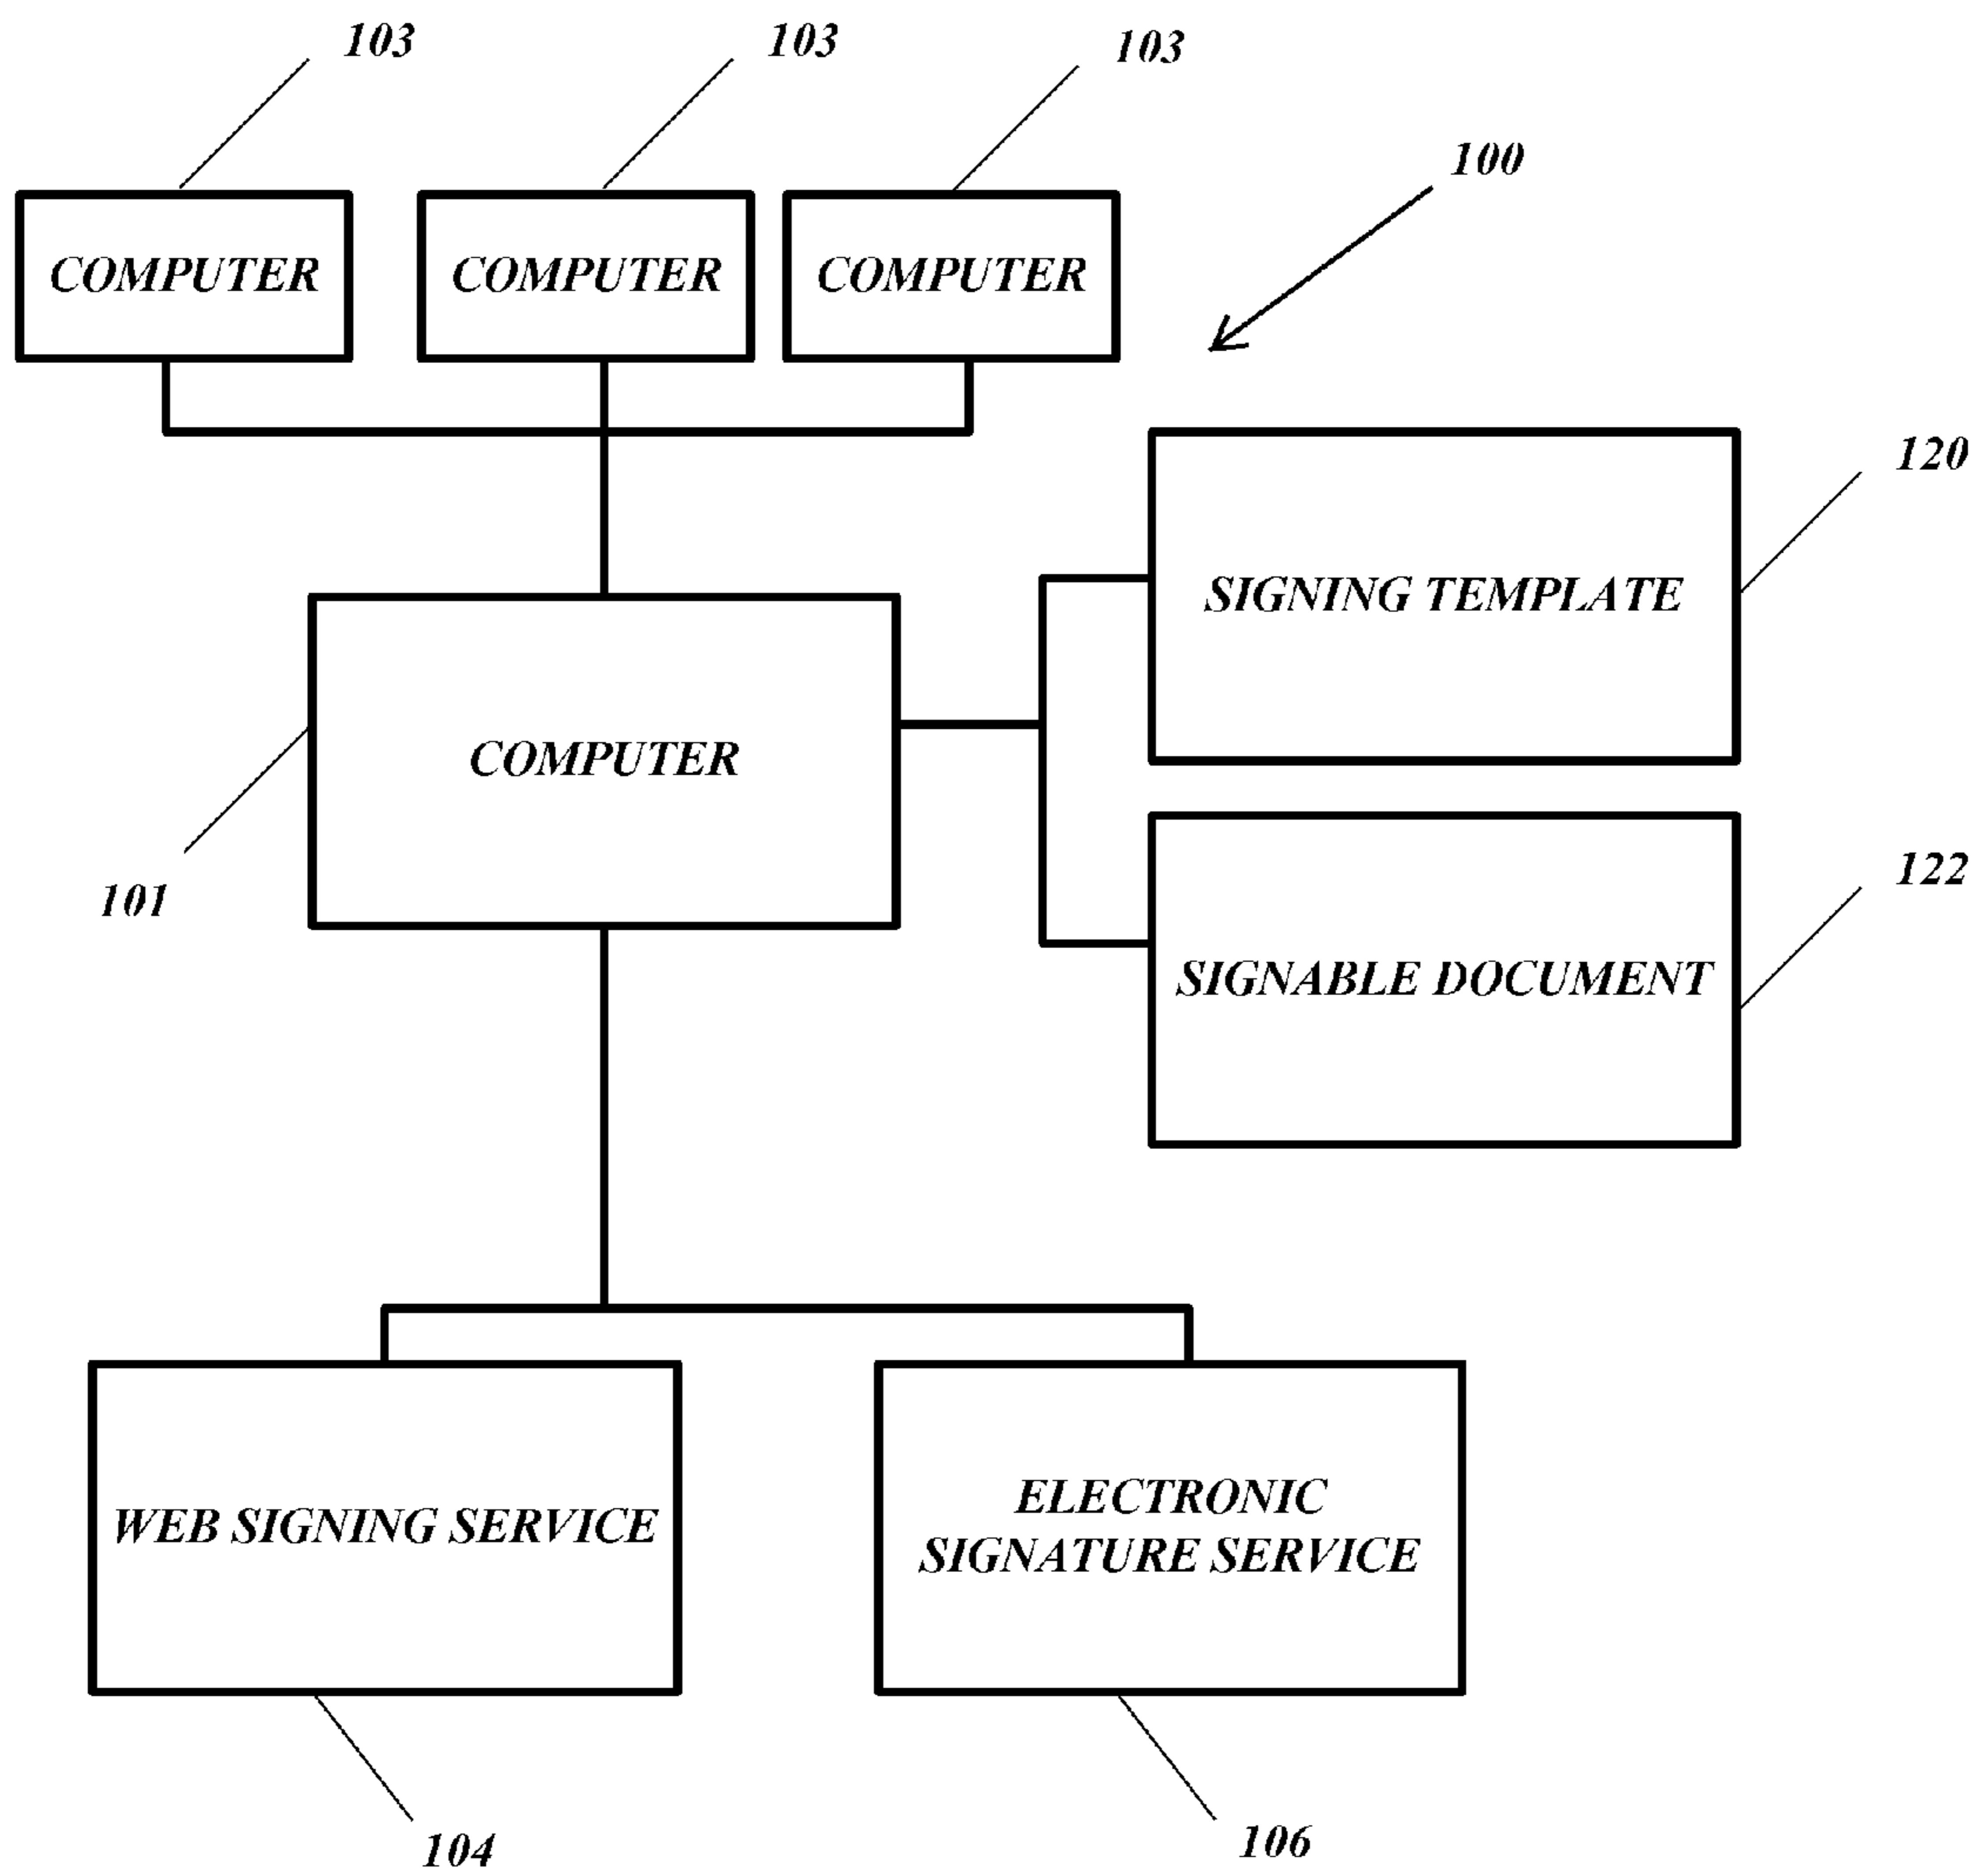 103
103
103
100
COMPUTER
COMPUTER
COMPUTER
120
SIGNING TEMPLATE
COMPUTER
101
122
SIGNABLE DOCUMENT
WEB SIGNING SERVICE
ELECTRONIC
SIGNATURE SERVICE
104
106